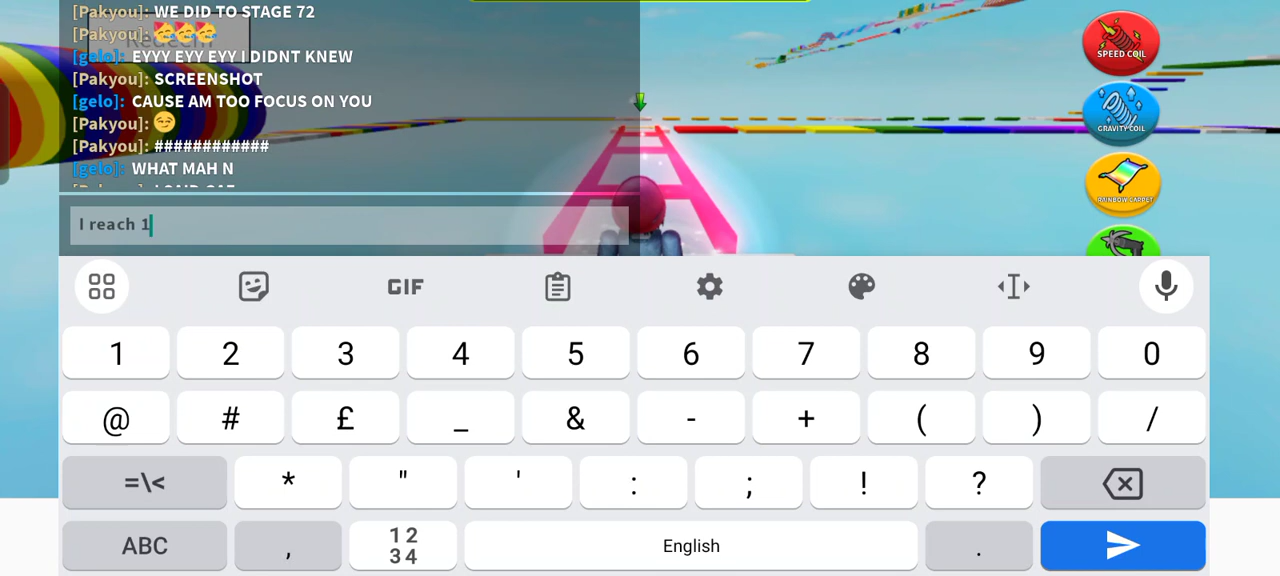 [Pakyou]: WE DID TO STAGE 72
[Pakyou]: 🥳🥳🥳
Redeem
[gelo]: EYYY EYY EYY I DIDNT KNEW
[Pakyou]: SCREENSHOT
[gelo]: CAUSE AM TOO FOCUS ON YOU
[Pakyou]: 😏
[Pakyou]: ############
[gelo]: WHAT MAH N
I reach 1
SPEED COIL
GRAVITY COIL
RAINBOW CARPET
GIF
1 2 3 4 5 6 7 8 9 0
@ # £ _ & - + ( ) /
=\< * " ' : ; ! ?
ABC , 12 34 English .